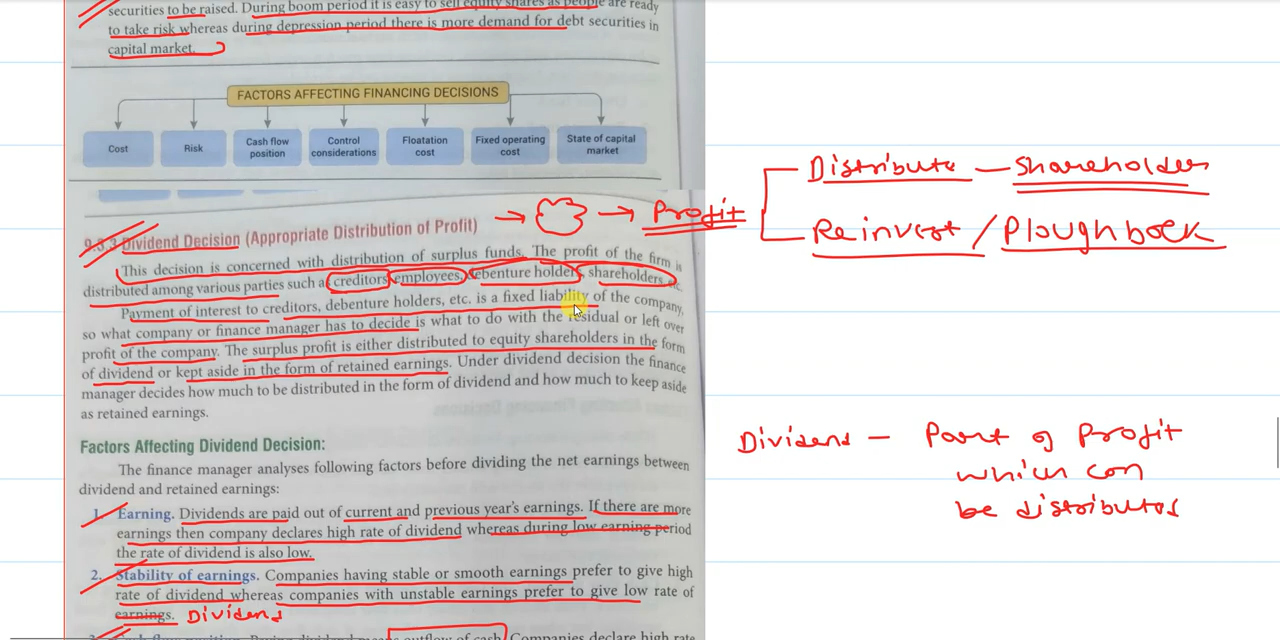 securities to be raised. During boom period it is easy to sell equity shares as people are ready
to take risk whereas during depression period there is more demand for debt securities in
capital market.
FACTORS AFFECTING FINANCING DECISIONS
Cost
Risk
Cash flow position
Control considerations
Floatation cost
Fixed operating cost
State of capital market
Distribute — Shareholder
Reinvest / Ploughback
→ → Profit
9.3.3 Dividend Decision (Appropriate Distribution of Profit)
This decision is concerned with distribution of surplus funds. The profit of the firm is
distributed among various parties such as creditors, employees, debenture holders, shareholders, etc.
Payment of interest to creditors, debenture holders, etc. is a fixed liability of the company,
so what company or finance manager has to decide is what to do with the residual or left over
profit of the company. The surplus profit is either distributed to equity shareholders in the form
of dividend or kept aside in the form of retained earnings. Under dividend decision the finance
manager decides how much to be distributed in the form of dividend and how much to keep aside
as retained earnings.
Dividend — Part of Profit
which can
be distributed
Factors Affecting Dividend Decision:
The finance manager analyses following factors before dividing the net earnings between
dividend and retained earnings:
1. Earning. Dividends are paid out of current and previous year's earnings. If there are more
earnings then company declares high rate of dividend whereas during low earning period
the rate of dividend is also low.
2. Stability of earnings. Companies having stable or smooth earnings prefer to give high
rate of dividend whereas companies with unstable earnings prefer to give low rate of
earnings. Dividend
outflow of cash. Companies declare high rate